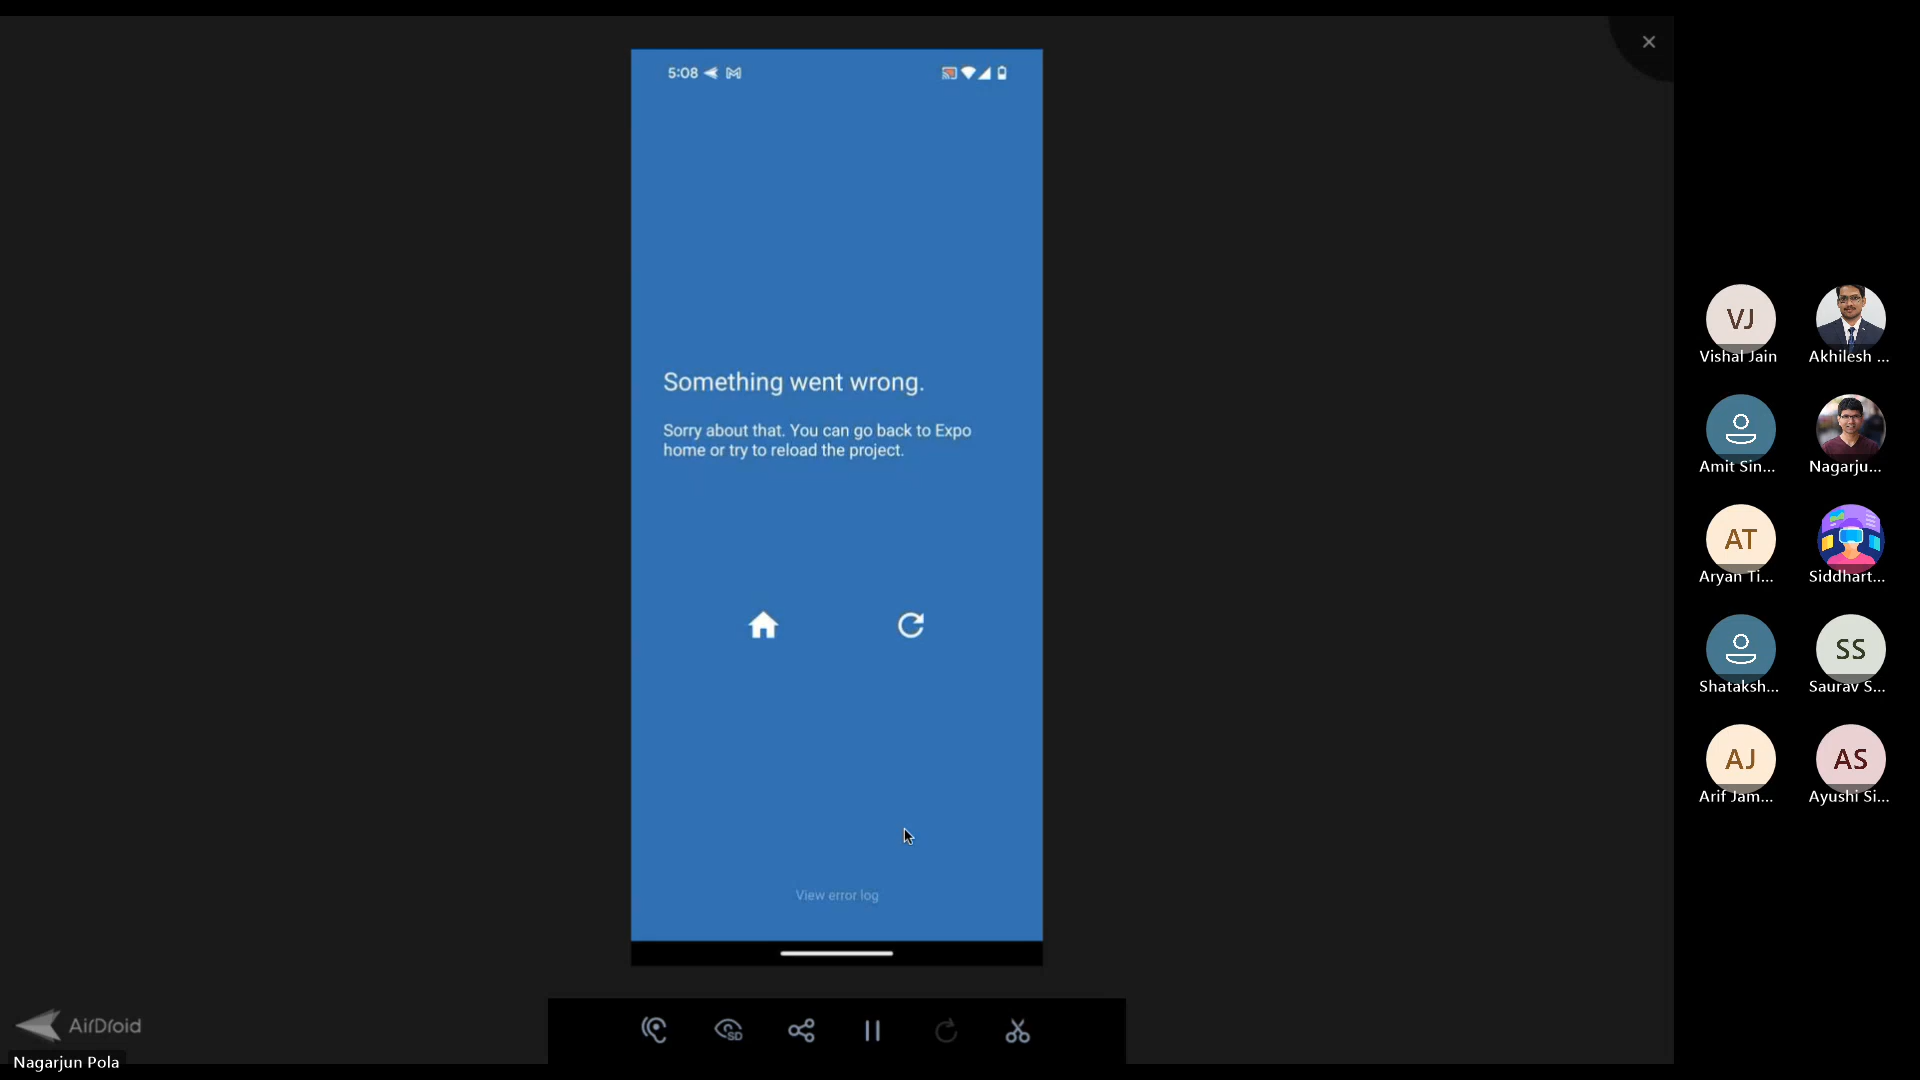 5:08
Something went wrong.
Sorry about that. You can go back to Expo
home or try to reload the project.
View error log
SD
AirDroid
Nagarjun Pola
VJ
Vishal Jain
Akhilesh ...
Amit Sin...
Nagarju...
AT
Aryan Ti...
Siddhart...
Shataksh...
SS
Saurav S...
AJ
Arif Jam...
AS
Ayushi Si...